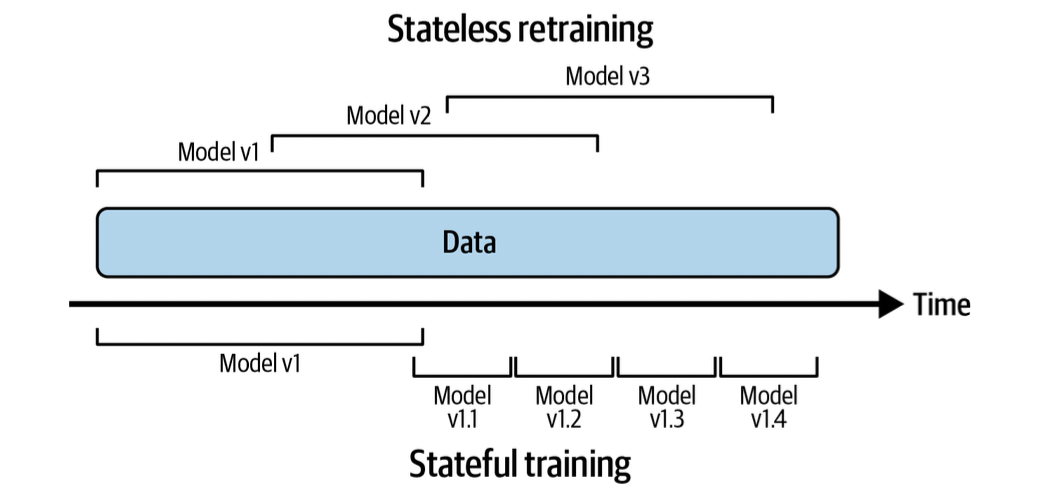 Stateless retraining
Model v3
Model v2
Model v1
Data
Time
Model v1
Model
v1.1
Model
v1.2
Model
v1.3
Model
v1.4
Stateful training